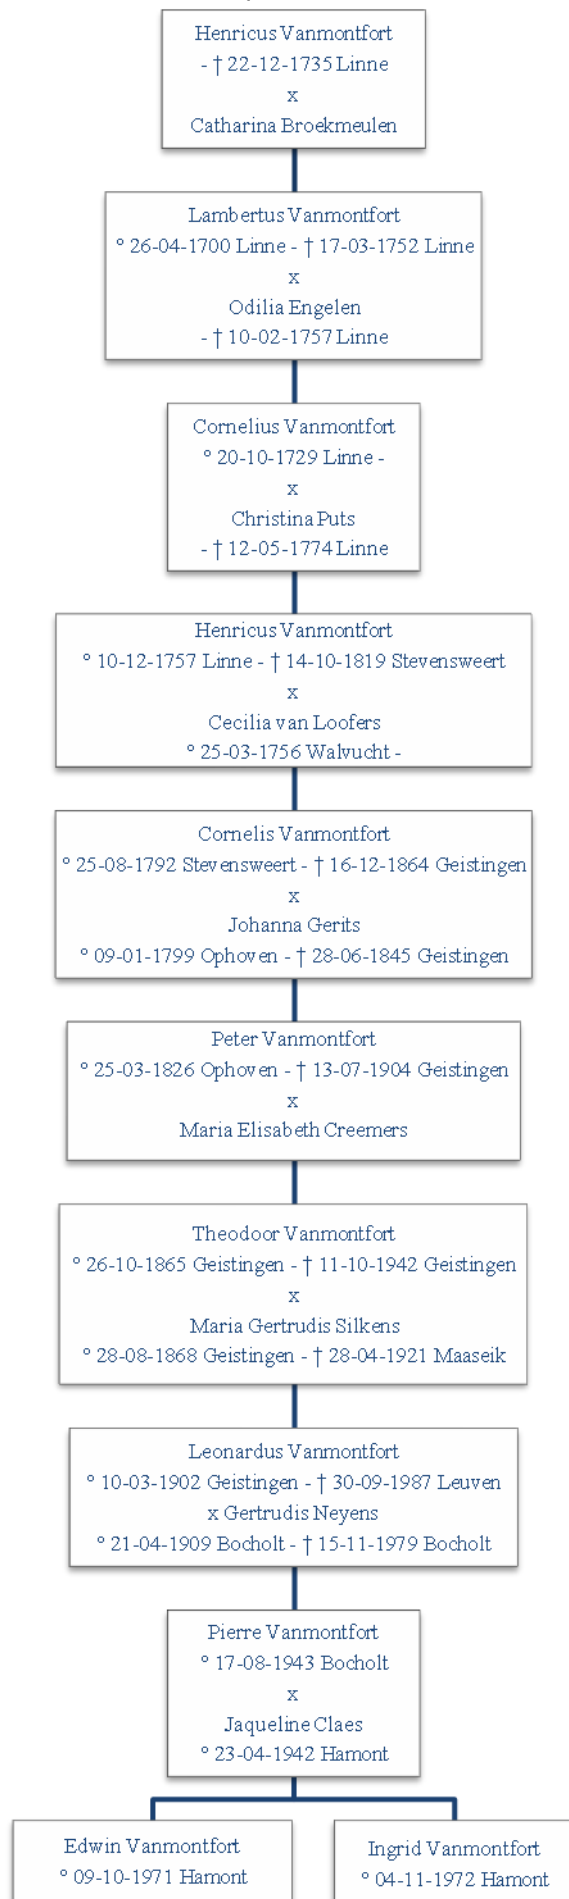 Henricus Vanmontfort
- † 22-12-1735 Linne
x
Catharina Broekmeulen
Lambertus Vanmontfort
° 26-04-1700 Linne - † 17-03-1752 Linne
x
Odilia Engelen
- † 10-02-1757 Linne
Cornelius Vanmontfort
° 20-10-1729 Linne -
x
Christina Puts
- † 12-05-1774 Linne
Henricus Vanmontfort
° 10-12-1757 Linne - † 14-10-1819 Stevensweert
x
Cecilia van Loofers
° 25-03-1756 Walvucht -
Cornelis Vanmontfort
° 25-08-1792 Stevensweert - † 16-12-1864 Geistingen
x
Johanna Gerits
° 09-01-1799 Ophoven - † 28-06-1845 Geistingen
Peter Vanmontfort
° 25-03-1826 Ophoven - † 13-07-1904 Geistingen
x
Maria Elisabeth Creemers
Theodoor Vanmontfort
° 26-10-1865 Geistingen - † 11-10-1942 Geistingen
x
Maria Gertrudis Silkens
° 28-08-1868 Geistingen - † 28-04-1921 Maaseik
Leonardus Vanmontfort
° 10-03-1902 Geistingen - † 30-09-1987 Leuven
x Gertrudis Neyens
° 21-04-1909 Bocholt - † 15-11-1979 Bocholt
Pierre Vanmontfort
° 17-08-1943 Bocholt
x
Jaqueline Claes
° 23-04-1942 Hamont
Edwin Vanmontfort
° 09-10-1971 Hamont
Ingrid Vanmontfort
° 04-11-1972 Hamont